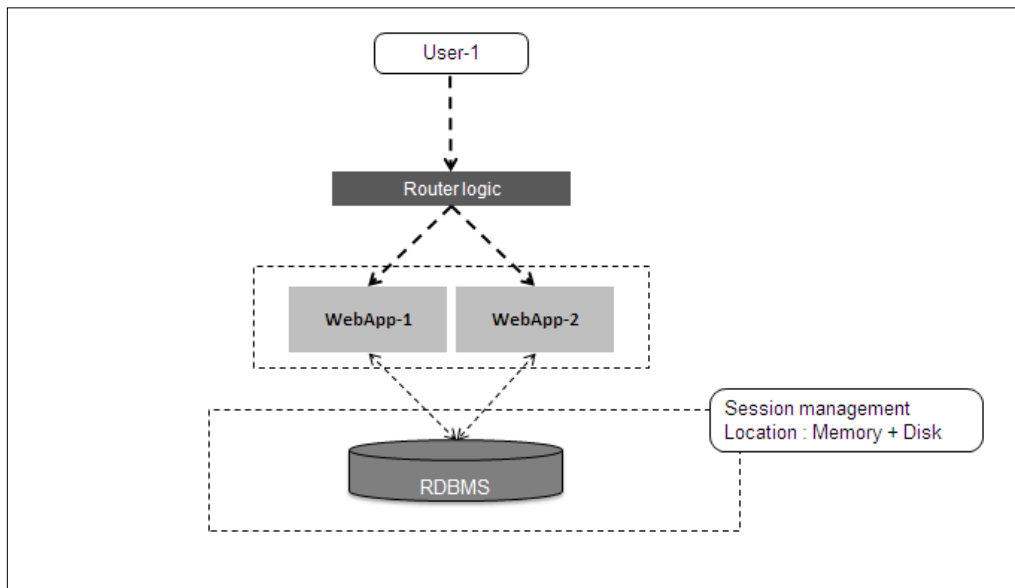 User-1
Router logic
WebApp-1
WebApp-2
Session management
Location : Memory + Disk
RDBMS